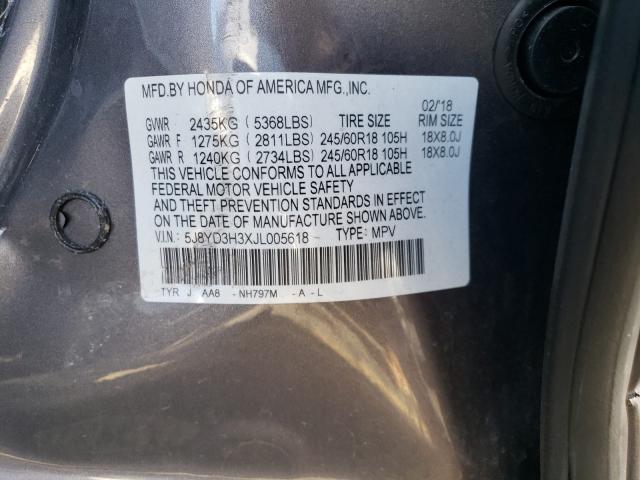 MFD.BY HONDA OF AMERICA MFG.,INC.
02/18
GVWR 2435KG ( 5368LBS) TIRE SIZE RIM SIZE
GAWR F 1275KG ( 2811LBS) 245/60R18 105H 18X8.0J
GAWR R 1240KG ( 2734LBS) 245/60R18 105H 18X8.0J
THIS VEHICLE CONFORMS TO ALL APPLICABLE
FEDERAL MOTOR VEHICLE SAFETY
AND THEFT PREVENTION STANDARDS IN EFFECT
ON THE DATE OF MANUFACTURE SHOWN ABOVE.
V.I.N.: 5J8YD3H3XJL005618 TYPE: MPV
TYR J AA8 -NH797M -A -L